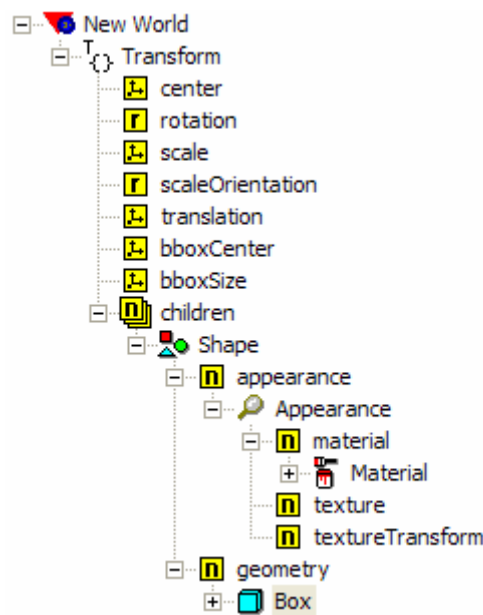 New World
T
{} Transform
center
r rotation
scale
r scaleOrientation
translation
bboxCenter
bboxSize
n children
Shape
n appearance
Appearance
n material
Material
n texture
n textureTransform
n geometry
Box